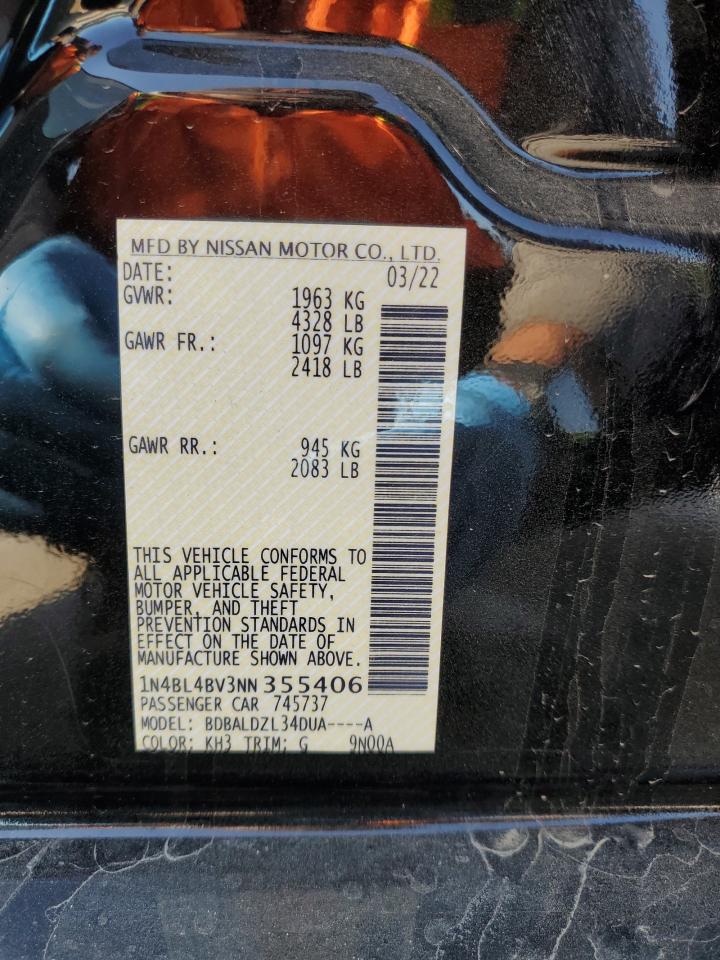 MFD BY NISSAN MOTOR CO., LTD.
DATE: 03/22
GVWR: 1963 KG
4328 LB
GAWR FR.: 1097 KG
2418 LB
GAWR RR.: 945 KG
2083 LB
THIS VEHICLE CONFORMS TO
ALL APPLICABLE FEDERAL
MOTOR VEHICLE SAFETY,
BUMPER, AND THEFT
PREVENTION STANDARDS IN
EFFECT ON THE DATE OF
MANUFACTURE SHOWN ABOVE.
1N4BL4BV3NN355406
PASSENGER CAR 745737
MODEL: BDBALDZL34DUA----A
COLOR: KH3 TRIM: G 9N00A